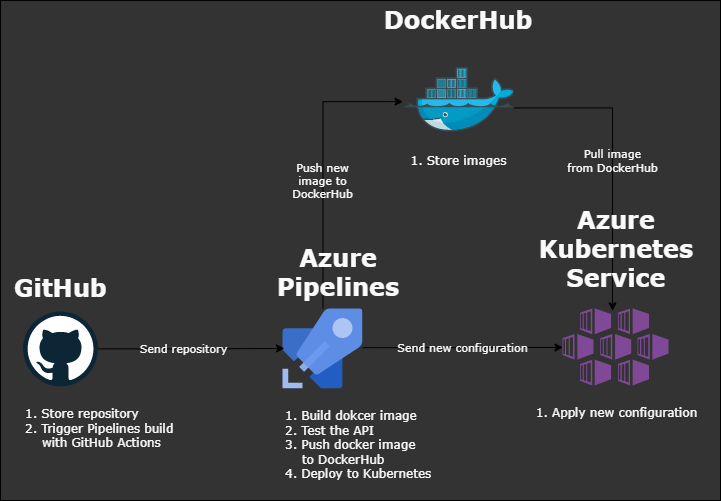 DockerHub
1. Store images
Push new
image to
DockerHub
Pull image
from DockerHub
Azure
Kubernetes
Service
Azure
Pipelines
GitHub
Send repository
Send new configuration
1. Store repository
2. Trigger Pipelines build
with GitHub Actions
1. Build dokcer image
2. Test the API
3. Push docker image
to DockerHub
4. Deploy to Kubernetes
1. Apply new configuration